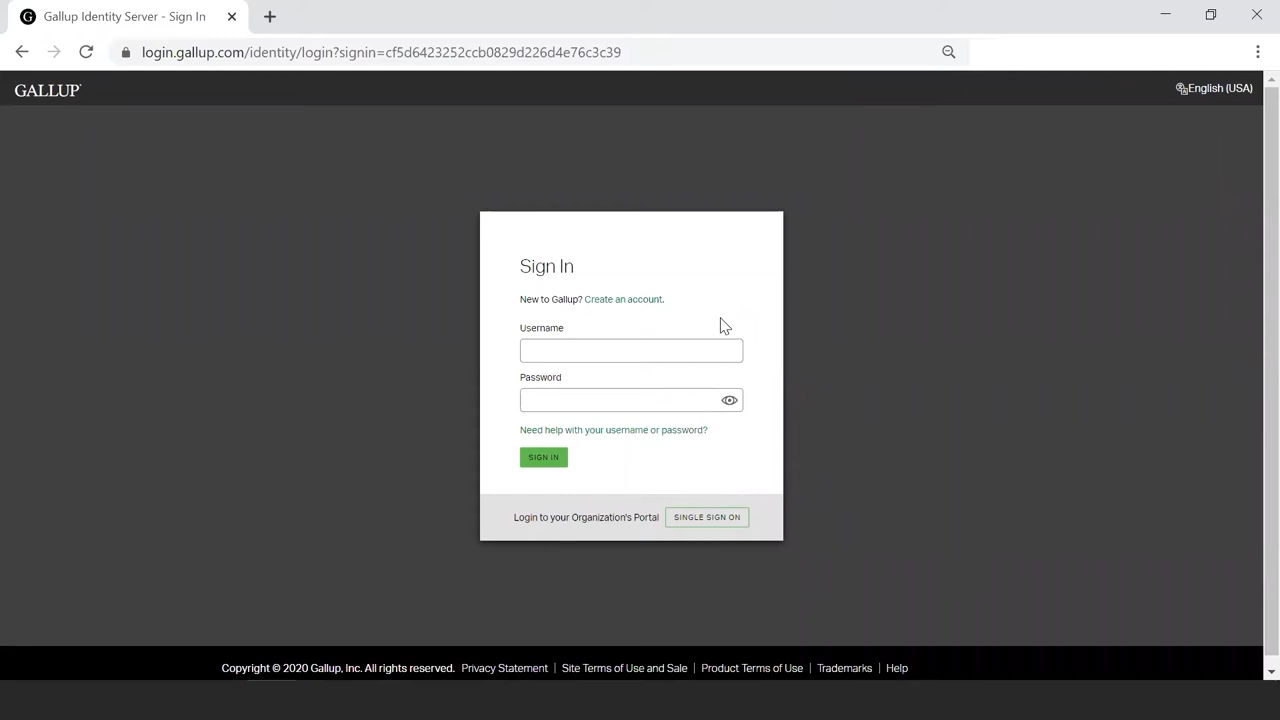 Gallup Identity Server - Sign In
login.gallup.com/identity/login?signin=cf5d6423252ccb0829d226d4e76c3c39
GALLUP
English (USA)
Sign In
New to Gallup? Create an account.
Username
Password
Need help with your username or password?
SIGN IN
Login to your Organization's Portal SINGLE SIGN ON
Copyright © 2020 Gallup, Inc. All rights reserved. Privacy Statement | Site Terms of Use and Sale | Product Terms of Use | Trademarks | Help